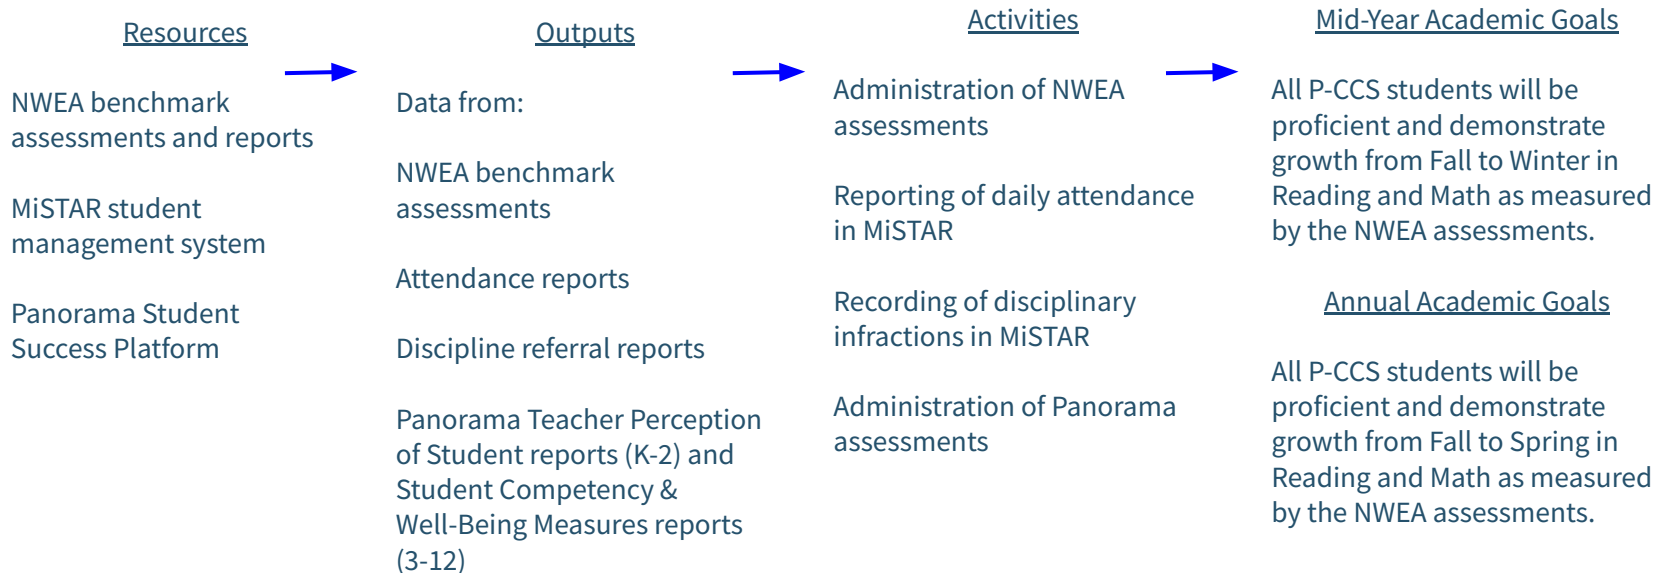 Resources
NWEA benchmark
assessments and reports
MiSTAR student
management system
Panorama Student
Success Platform
Outputs
Data from:
NWEA benchmark
assessments
Attendance reports
Discipline referral reports
Panorama Teacher Perception
of Student reports (K-2) and
Student Competency &
Well-Being Measures reports
(3-12)
Activities
Administration of NWEA
assessments
Reporting of daily attendance
in MiSTAR
Recording of disciplinary
infractions in MiSTAR
Administration of Panorama
assessments
Mid-Year Academic Goals
All P-CCS students will be
proficient and demonstrate
growth from Fall to Winter in
Reading and Math as measured
by the NWEA assessments.
Annual Academic Goals
All P-CCS students will be
proficient and demonstrate
growth from Fall to Spring in
Reading and Math as measured
by the NWEA assessments.